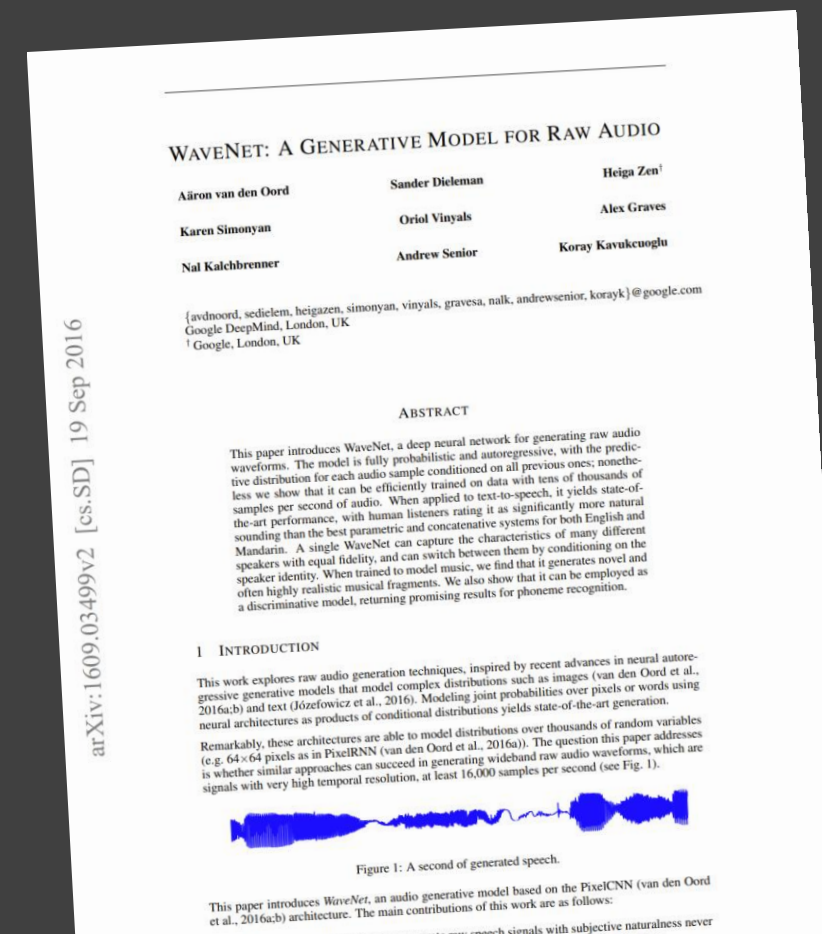 WAVENET: A GENERATIVE MODEL FOR RAW AUDIO
Aäron van den Oord Sander Dieleman Heiga Zen†
Karen Simonyan Oriol Vinyals Alex Graves
Nal Kalchbrenner Andrew Senior Koray Kavukcuoglu
{avdnoord, sedielem, heigazen, simonyan, vinyals, gravesa, nalk, andrewsenior, korayk}@google.com
Google DeepMind, London, UK
† Google, London, UK
arXiv:1609.03499v2 [cs.SD] 19 Sep 2016
ABSTRACT
This paper introduces WaveNet, a deep neural network for generating raw audio
waveforms. The model is fully probabilistic and autoregressive, with the predic-
tive distribution for each audio sample conditioned on all previous ones; nonethe-
less we show that it can be efficiently trained on data with tens of thousands of
samples per second of audio. When applied to text-to-speech, it yields state-of-
the-art performance, with human listeners rating it as significantly more natural
sounding than the best parametric and concatenative systems for both English and
Mandarin. A single WaveNet can capture the characteristics of many different
speakers with equal fidelity, and can switch between them by conditioning on the
speaker identity. When trained to model music, we find that it generates novel and
often highly realistic musical fragments. We also show that it can be employed as
a discriminative model, returning promising results for phoneme recognition.
1 INTRODUCTION
This work explores raw audio generation techniques, inspired by recent advances in neural autore-
gressive generative models that model complex distributions such as images (van den Oord et al.,
2016a;b) and text (Józefowicz et al., 2016). Modeling joint probabilities over pixels or words using
neural architectures as products of conditional distributions yields state-of-the-art generation.
Remarkably, these architectures are able to model distributions over thousands of random variables
(e.g. 64×64 pixels as in PixelRNN (van den Oord et al., 2016a)). The question this paper addresses
is whether similar approaches can succeed in generating wideband raw audio waveforms, which are
signals with very high temporal resolution, at least 16,000 samples per second (see Fig. 1).
Figure 1: A second of generated speech.
This paper introduces WaveNet, an audio generative model based on the PixelCNN (van den Oord
et al., 2016a;b) architecture. The main contributions of this work are as follows:
speech signals with subjective naturalness never